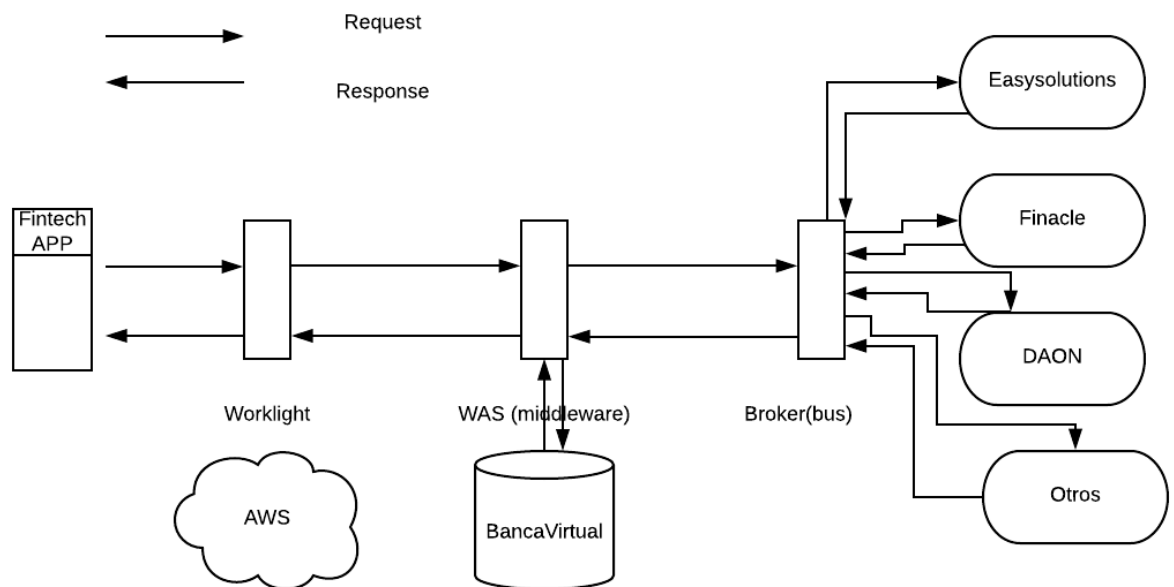 Request
Response
Easysolutions
Fintech
APP
Finacle
DAON
Worklight
WAS (middleware)
Broker(bus)
AWS
BancaVirtual
Otros